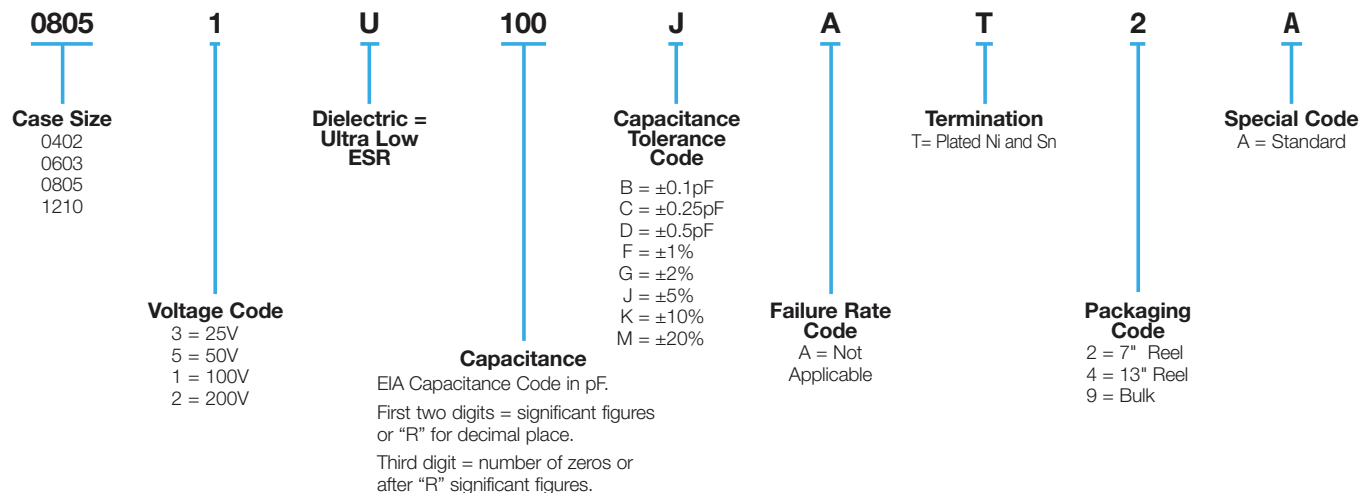 0805 1 U 100 J A T 2 A
Case Size
0402
0603
0805
1210
Voltage Code
3 = 25V
5 = 50V
1 = 100V
2 = 200V
Dielectric =
Ultra Low
ESR
Capacitance
EIA Capacitance Code in pF.
First two digits = significant figures
or “R” for decimal place.
Third digit = number of zeros or
after “R” significant figures.
Capacitance
Tolerance
Code
B = ±0.1pF
C = ±0.25pF
D = ±0.5pF
F = ±1%
G = ±2%
J = ±5%
K = ±10%
M = ±20%
Failure Rate
Code
A = Not
Applicable
Termination
T= Plated Ni and Sn
Packaging
Code
2 = 7" Reel
4 = 13" Reel
9 = Bulk
Special Code
A = Standard